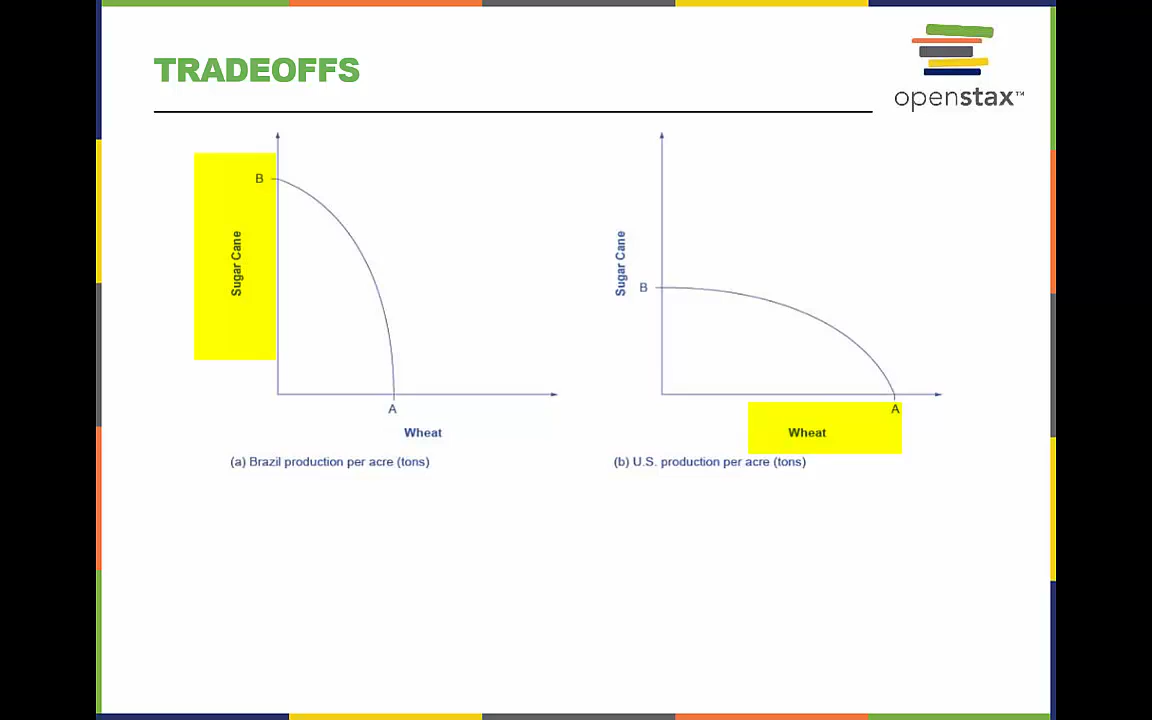 TRADEOFFS
openstax™
B
Sugar Cane
A
Wheat
(a) Brazil production per acre (tons)
Sugar Cane
B
A
Wheat
(b) U.S. production per acre (tons)